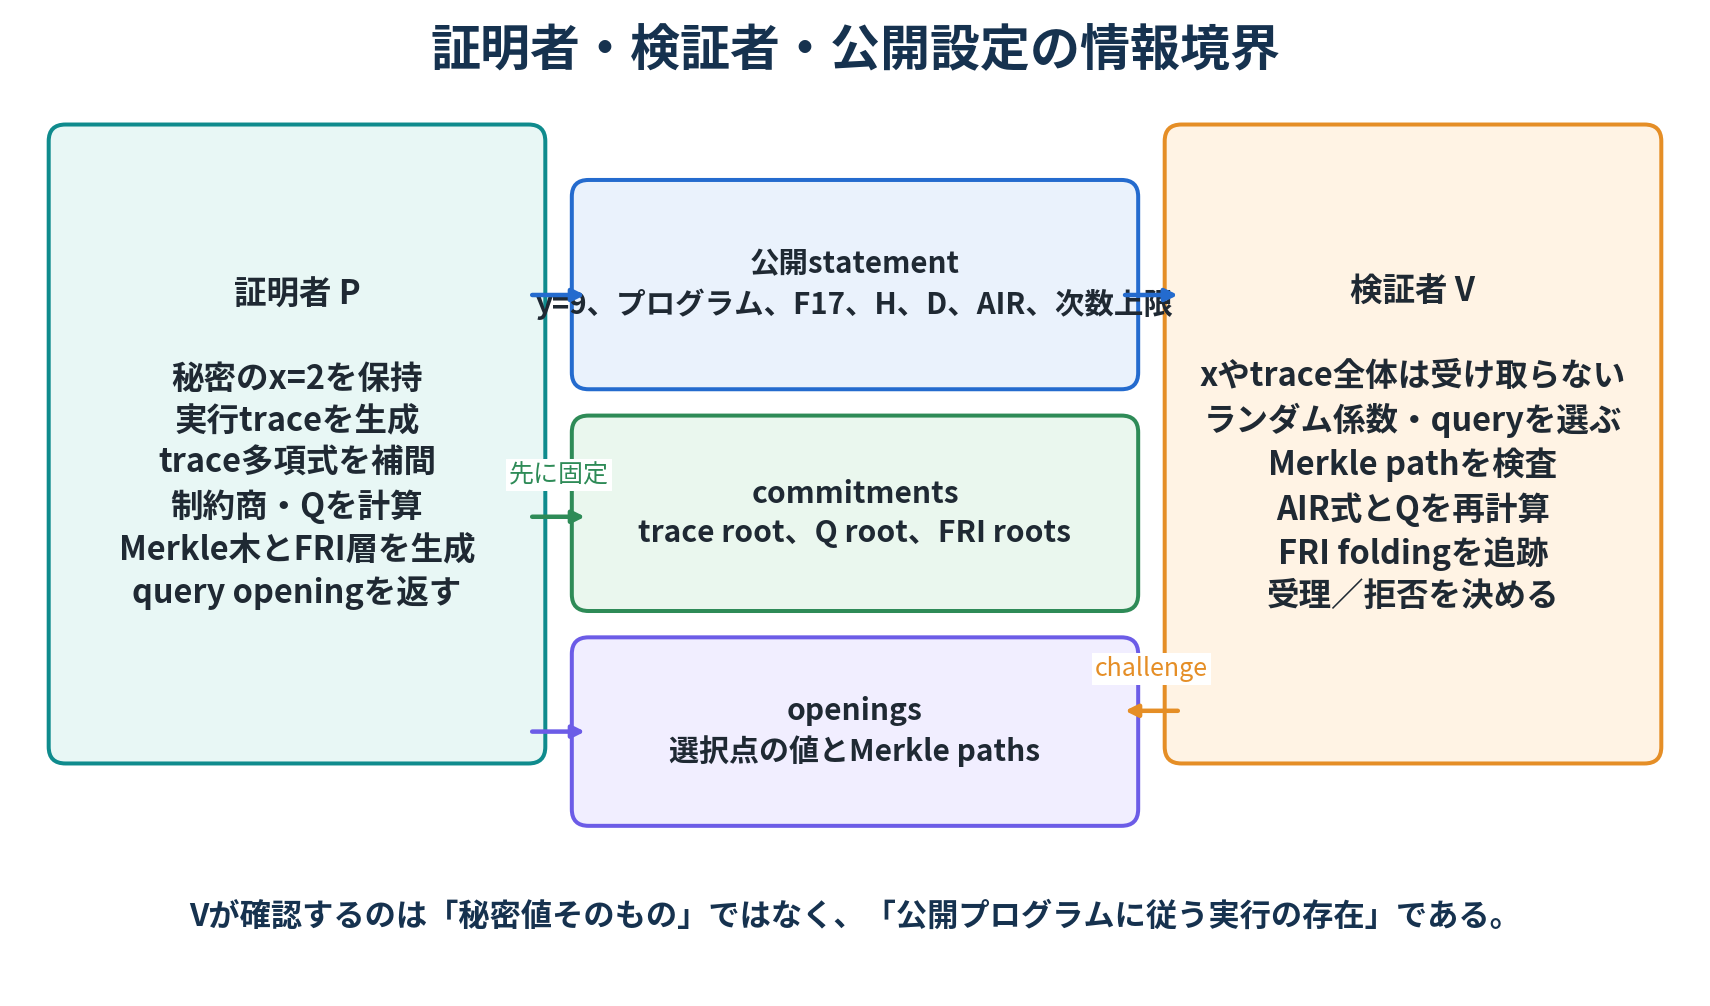 証明者・検証者・公開設定の情報境界
証明者 P
秘密のx=2を保持
実行traceを生成
trace多項式を補間
制約商・Qを計算
Merkle木とFRI層を生成
query openingを返す
公開statement
y=9、プログラム、F17、H、D、AIR、次数上限
先に固定
commitments
trace root、Q root、FRI roots
challenge
openings
選択点の値とMerkle paths
検証者 V
xやtrace全体は受け取らない
ランダム係数・queryを選ぶ
Merkle pathを検査
AIR式とQを再計算
FRI foldingを追跡
受理／拒否を決める
Vが確認するのは「秘密値そのもの」ではなく、「公開プログラムに従う実行の存在」である。